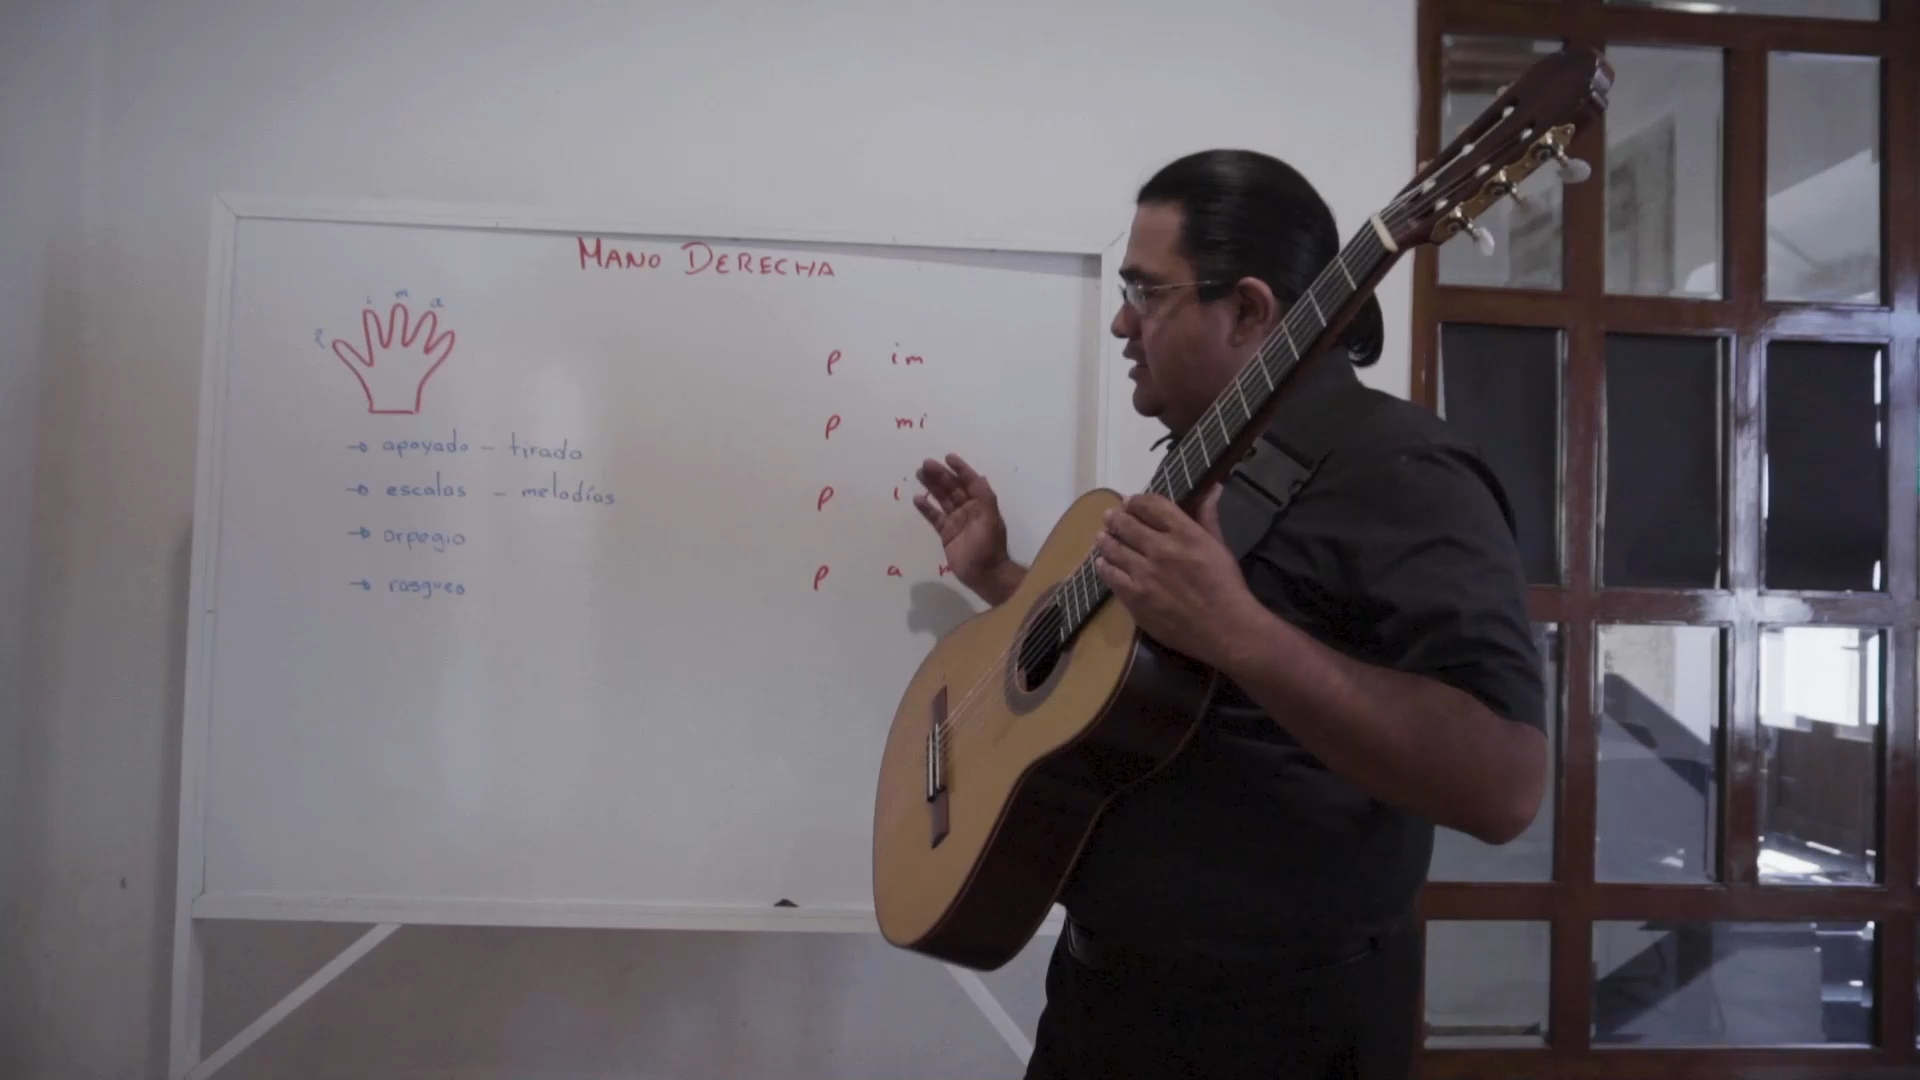 MANO DERECHA
i m a
p
p im
p mi
→ apoyado - tirado
→ escalas - melodías
p i
→ arpegio
p a m
→ rasgueo